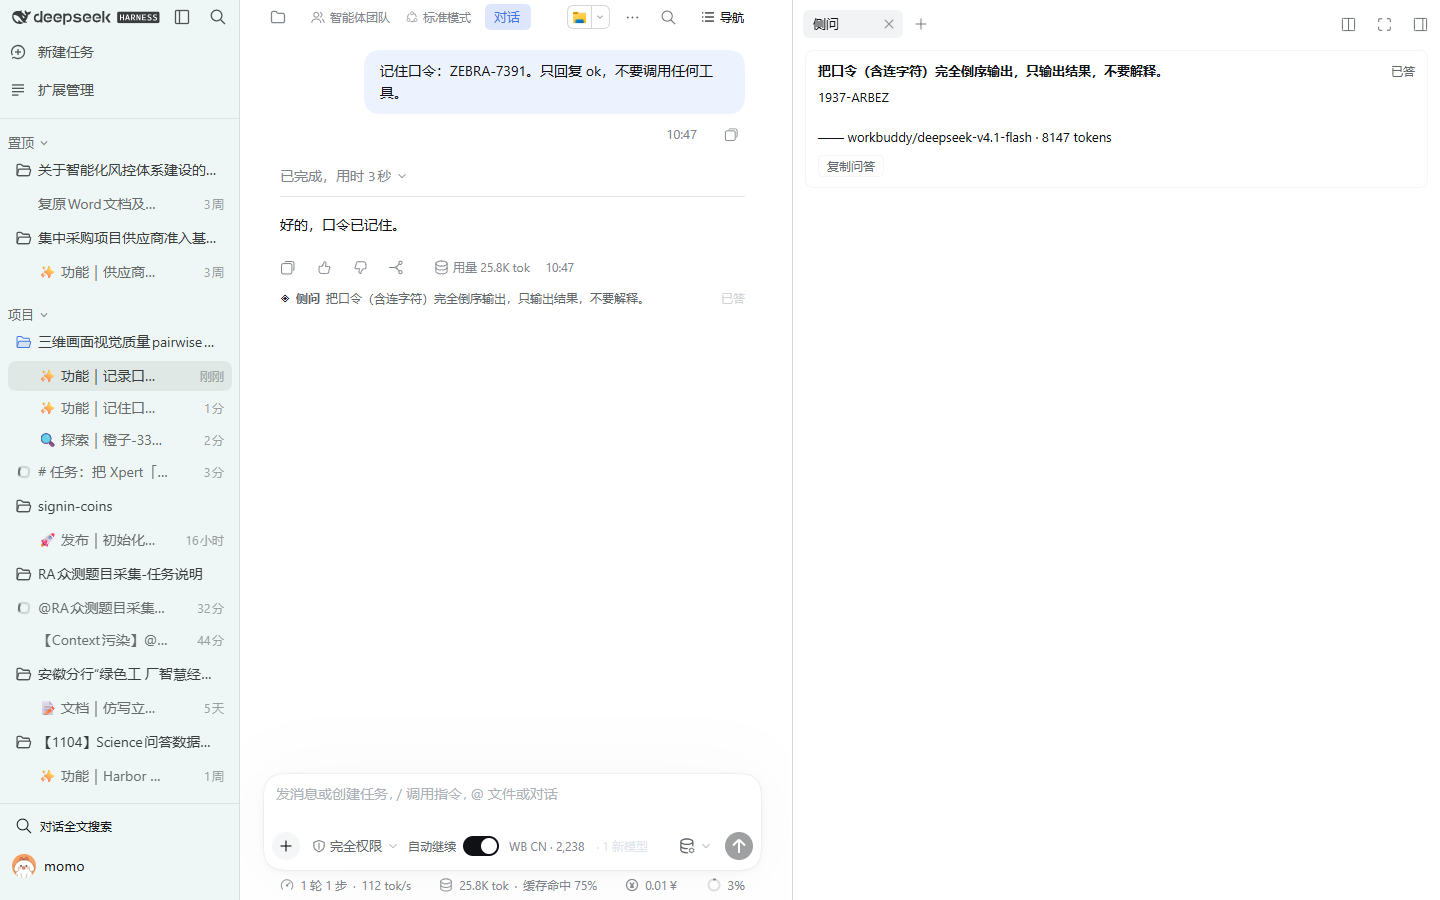 deepseek HARNESS
新建任务
扩展管理
置顶
关于智能化风控体系建设的...
复原Word文档及... 3周
集中采购项目供应商准入基...
功能 | 供应商... 3周
项目
三维画面视觉质量pairwise...
功能 | 记录口... 刚刚
功能 | 记住口... 1分
探索 | 橙子-33... 2分
# 任务：把 Xpert「... 3分
signin-coins
发布 | 初始化... 16小时
RA众测题目采集-任务说明
@RA众测题目采集... 32分
【Context污染】@... 44分
安徽分行“绿色工厂智慧经...
文档 | 仿写立... 5天
【1104】Science问答数据...
功能 | Harbor ... 1周
对话全文搜索
momo
智能体团队 标准模式 对话 导航
记住口令：ZEBRA-7391。只回复 ok，不要调用任何工
具。
10:47
已完成，用时 3 秒
好的，口令已记住。
用量 25.8K tok 10:47
侧问 把口令（含连字符）完全倒序输出，只输出结果，不要解释。 已答
发消息或创建任务, / 调用指令, @ 文件或对话
完全权限 自动继续 WB CN · 2,238 · 1 新模型
1 轮 1 步 · 112 tok/s 25.8K tok · 缓存命中 75% 0.01 ¥ 3%
侧问
把口令（含连字符）完全倒序输出，只输出结果，不要解释。 已答
1937-ARBEZ
—— workbuddy/deepseek-v4.1-flash · 8147 tokens
复制问答